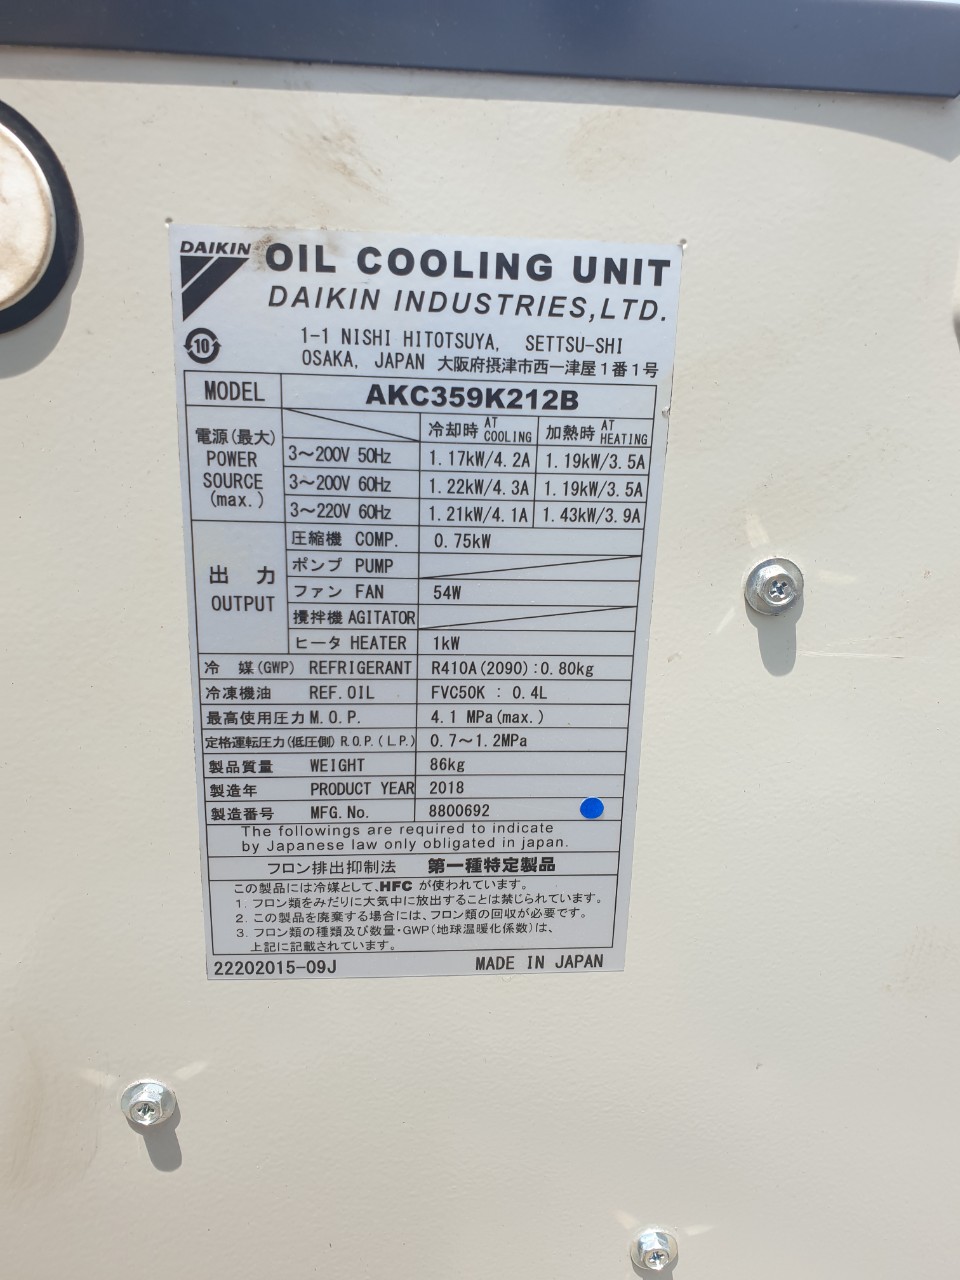 DAIKIN OIL COOLING UNIT
DAIKIN INDUSTRIES,LTD.
10
1-1 NISHI HITOTSUYA, SETTSU-SHI
OSAKA, JAPAN 大阪府摂津市西一津屋1番1号
MODEL AKC359K212B
電源(最大) POWER SOURCE (max.)
冷却時 AT COOLING 加熱時 AT HEATING
3～200V 50Hz 1.17kW/4.2A 1.19kW/3.5A
3～200V 60Hz 1.22kW/4.3A 1.19kW/3.5A
3～220V 60Hz 1.21kW/4.1A 1.43kW/3.9A
出力 OUTPUT
圧縮機 COMP. 0.75kW
ポンプ PUMP
ファン FAN 54W
攪拌機 AGITATOR
ヒータ HEATER 1kW
冷媒(GWP) REFRIGERANT R410A(2090):0.80kg
冷凍機油 REF.OIL FVC50K : 0.4L
最高使用圧力 M.O.P. 4.1 MPa(max.)
定格運転圧力(低圧側) R.O.P.(L.P.) 0.7～1.2MPa
製品質量 WEIGHT 86kg
製造年 PRODUCT YEAR 2018
製造番号 MFG.No. 8800692
The followings are required to indicate
by Japanese law only obligated in japan.
フロン排出抑制法 第一種特定製品
この製品には冷媒として、HFC が使われています。
1. フロン類をみだりに大気中に放出することは禁じられています。
2. この製品を廃棄する場合には、フロン類の回収が必要です。
3. フロン類の種類及び数量・GWP(地球温暖化係数)は、
上記に記載されています。
22202015-09J MADE IN JAPAN